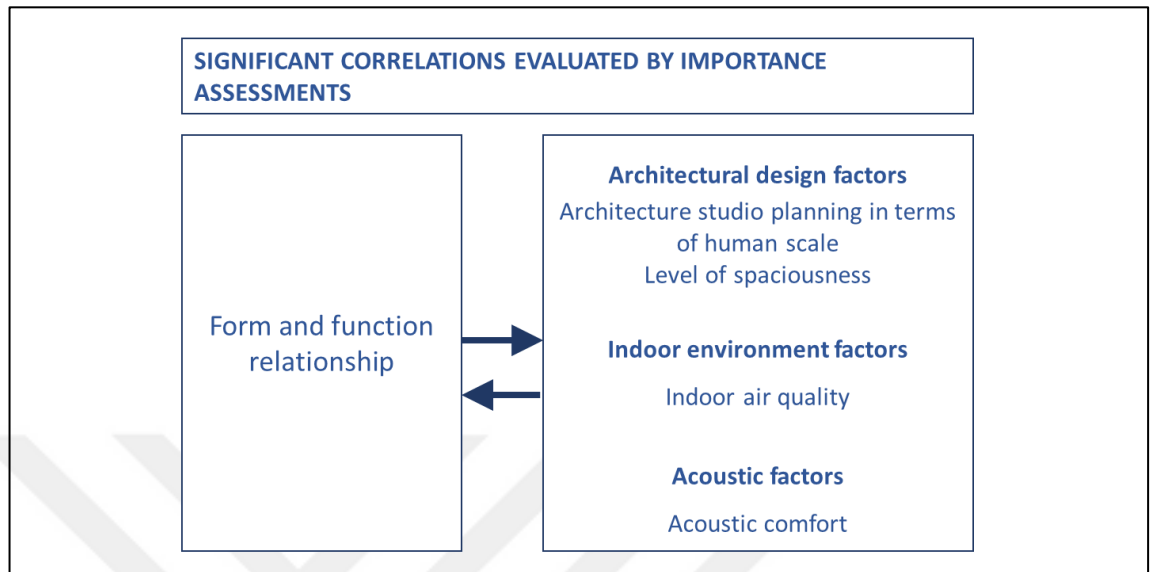 SIGNIFICANT CORRELATIONS EVALUATED BY IMPORTANCE
ASSESSMENTS
Form and function
relationship
Architectural design factors
Architecture studio planning in terms
of human scale
Level of spaciousness
Indoor environment factors
Indoor air quality
Acoustic factors
Acoustic comfort